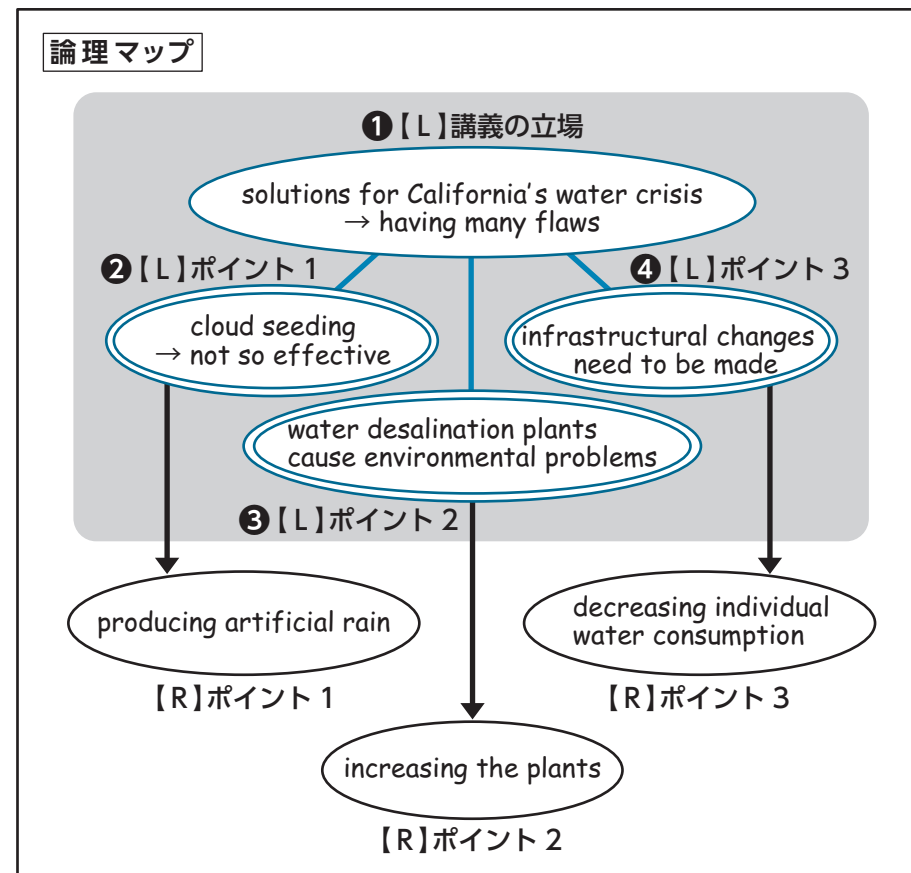 論理マップ
❶【L】講義の立場
solutions for California's water crisis
→ having many flaws
❷【L】ポイント 1
cloud seeding
→ not so effective
❹【L】ポイント 3
infrastructural changes
need to be made
water desalination plants
cause environmental problems
❸【L】ポイント 2
producing artificial rain
【R】ポイント 1
decreasing individual
water consumption
【R】ポイント 3
increasing the plants
【R】ポイント 2